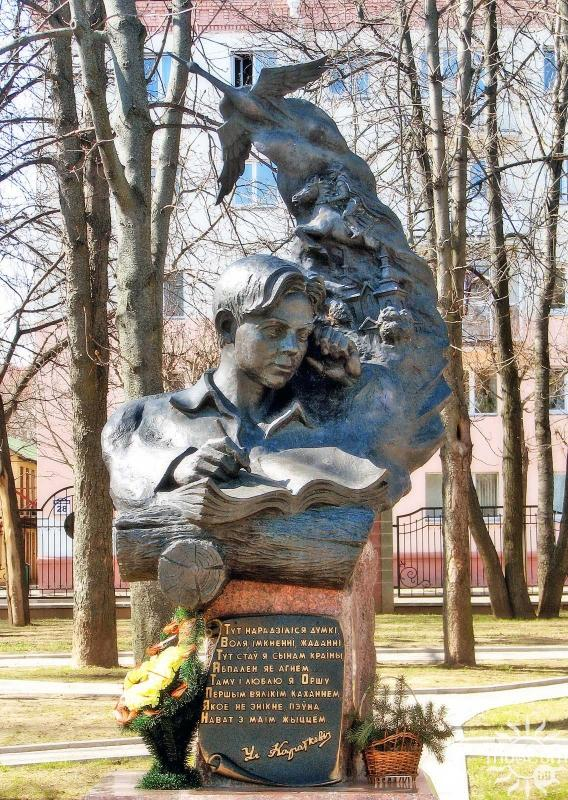 28
Тут нарадзіліся думкі,
Воля імкненні, жаданні
Тут стаў я сынам краіны
Абпален яе агнем.
Таму і люблю я Оршу
Першым вялікім каханнем,
Якое не знікне пэўна
Нават з маім жыццем
Ул Караткевіч